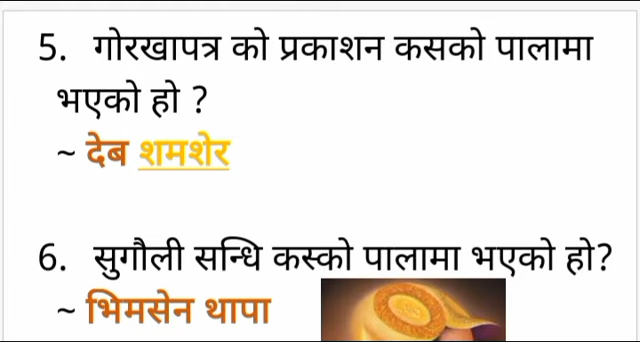 5. गोरखापत्र को प्रकाशन कसको पालामा
भएको हो ?
~ देब शमशेर
6. सुगौली सन्धि कस्को पालामा भएको हो?
~ भिमसेन थापा